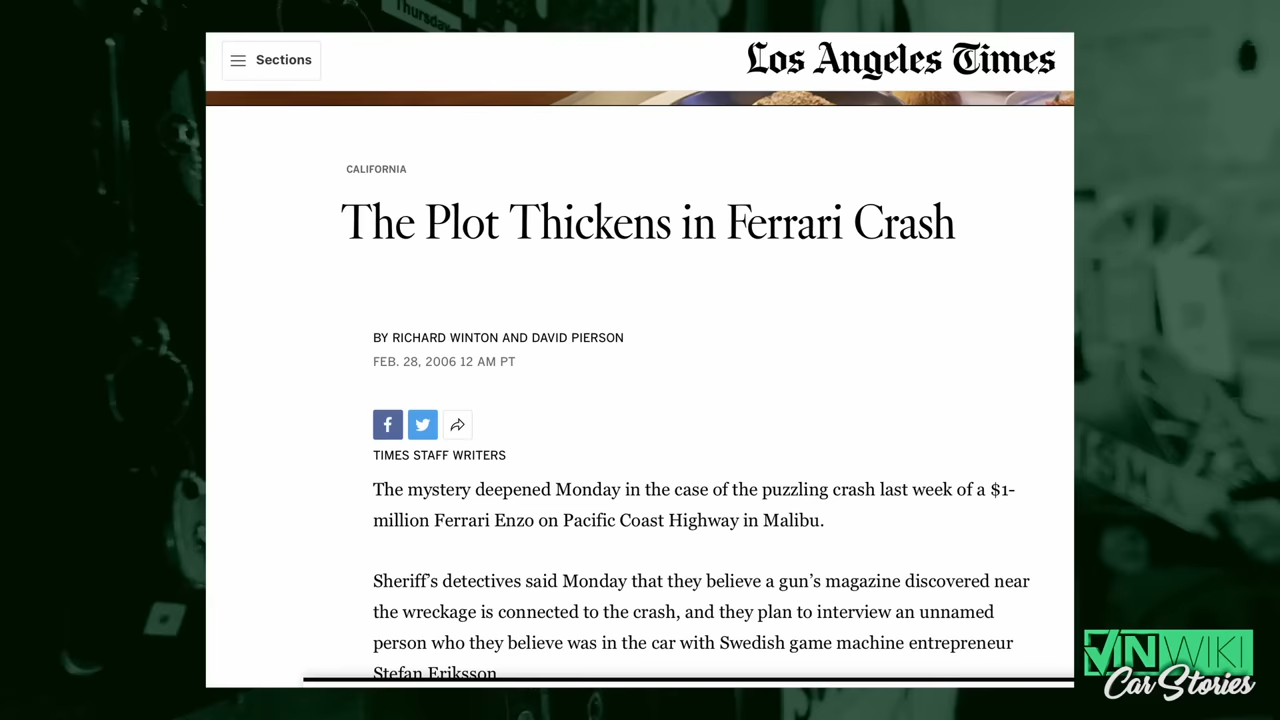 Thursday
Sections
Los Angeles Times
CALIFORNIA
The Plot Thickens in Ferrari Crash
BY RICHARD WINTON AND DAVID PIERSON
FEB. 28, 2006 12 AM PT
TIMES STAFF WRITERS
The mystery deepened Monday in the case of the puzzling crash last week of a $1-
million Ferrari Enzo on Pacific Coast Highway in Malibu.
Sheriff’s detectives said Monday that they believe a gun’s magazine discovered near
the wreckage is connected to the crash, and they plan to interview an unnamed
person who they believe was in the car with Swedish game machine entrepreneur
Stefan Eriksson
VINWIKI
Car Stories